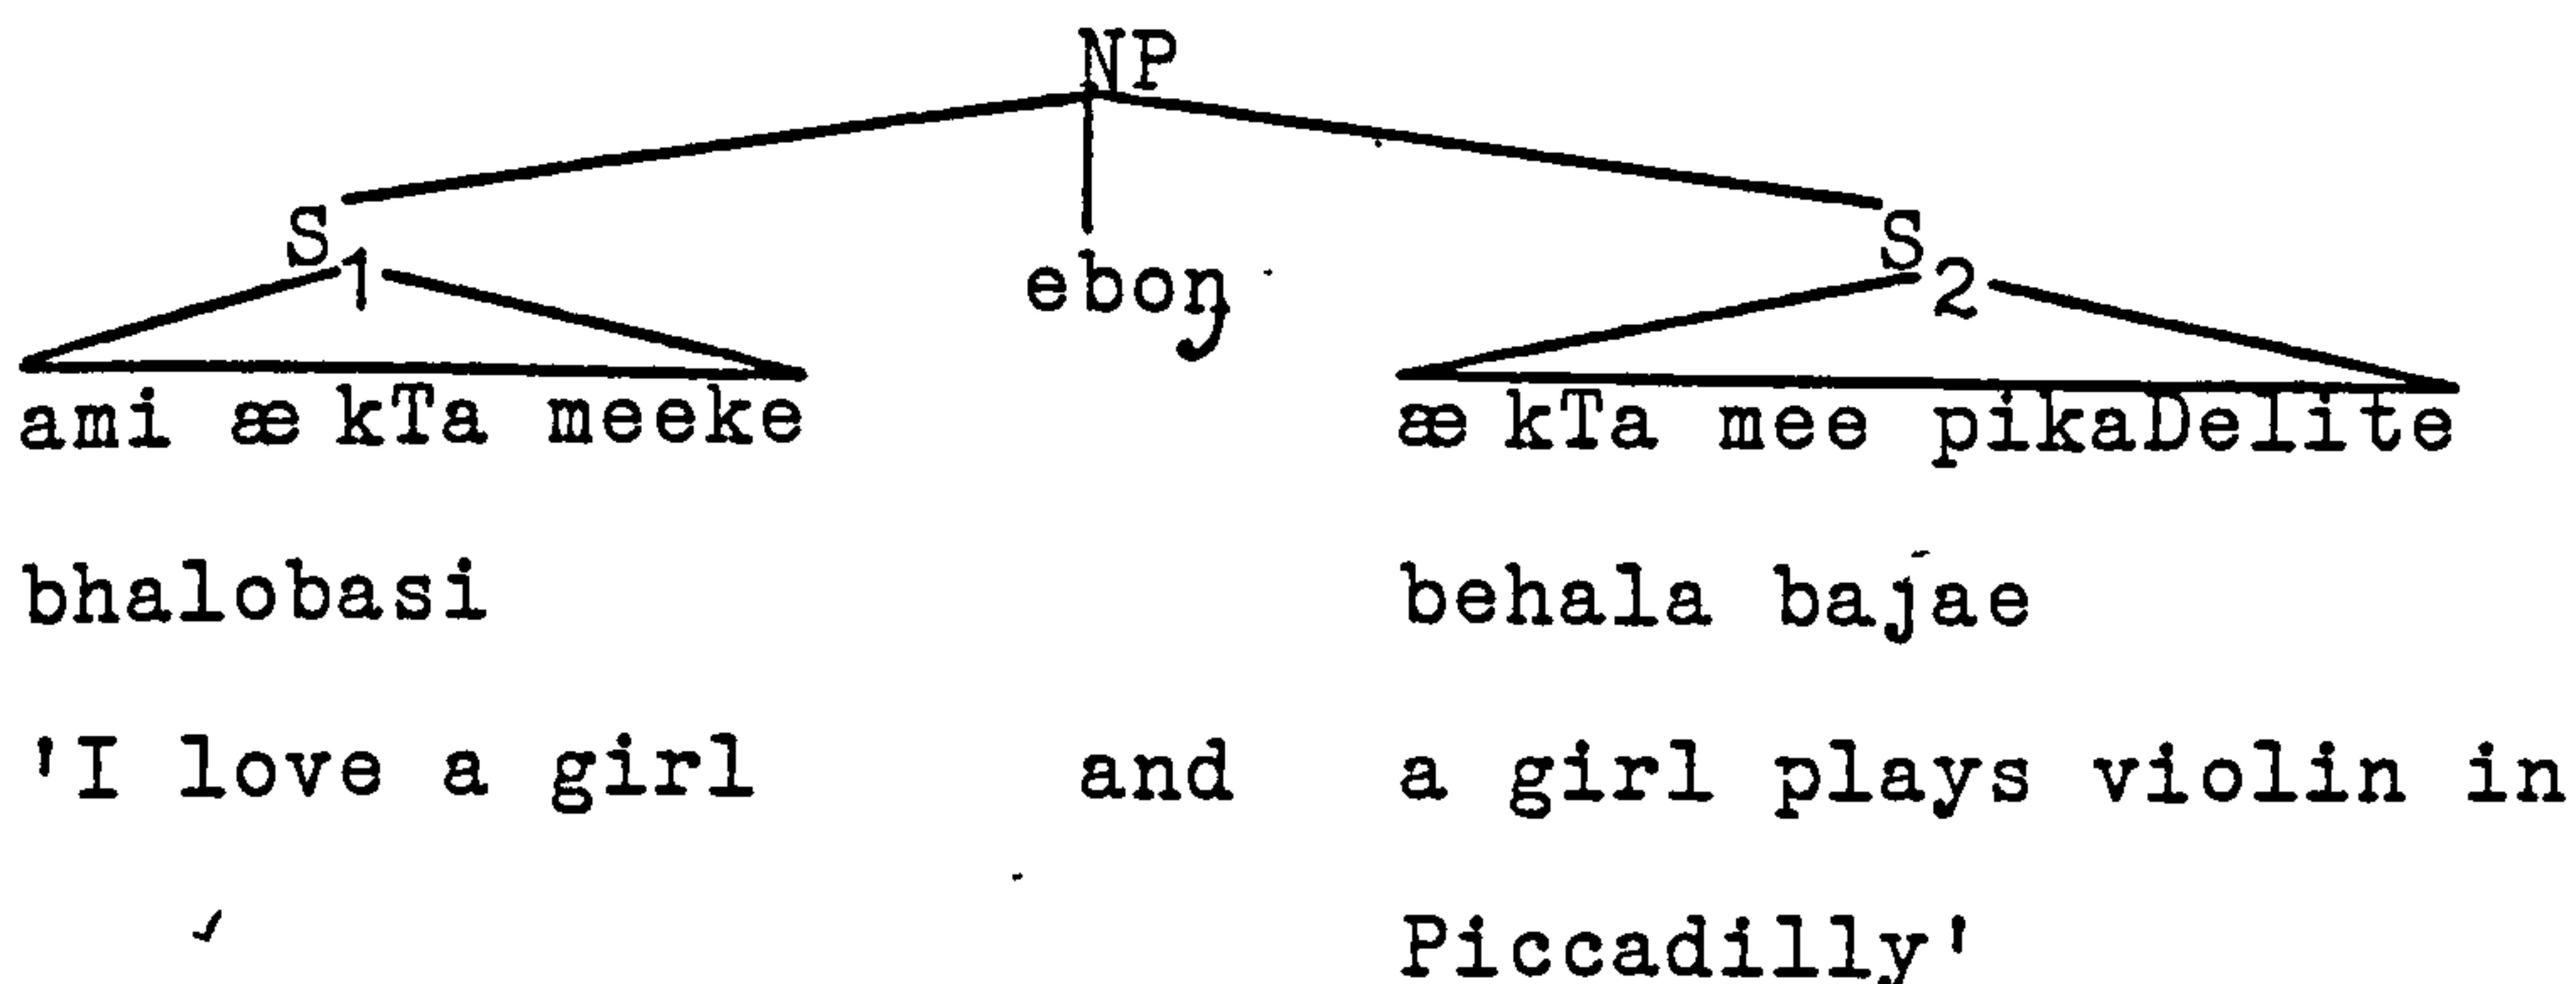 NP
S1 eboŋ S2
ami æ kTa meeke æ kTa mee pikaDelite
bhalobasi behala bajae
'I love a girl and a girl plays violin in
Piccadilly'